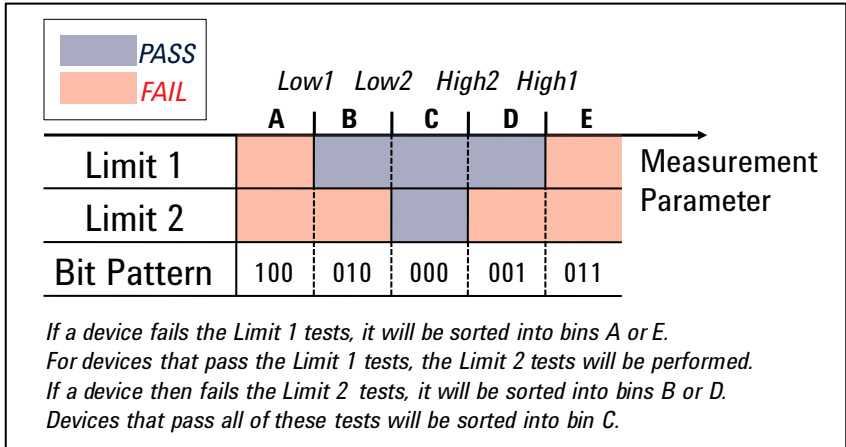 PASS
FAIL
Low1 Low2 High2 High1
A B C D E
Limit 1
Measurement
Parameter
Limit 2
Bit Pattern 100 010 000 001 011
If a device fails the Limit 1 tests, it will be sorted into bins A or E.
For devices that pass the Limit 1 tests, the Limit 2 tests will be performed.
If a device then fails the Limit 2 tests, it will be sorted into bins B or D.
Devices that pass all of these tests will be sorted into bin C.